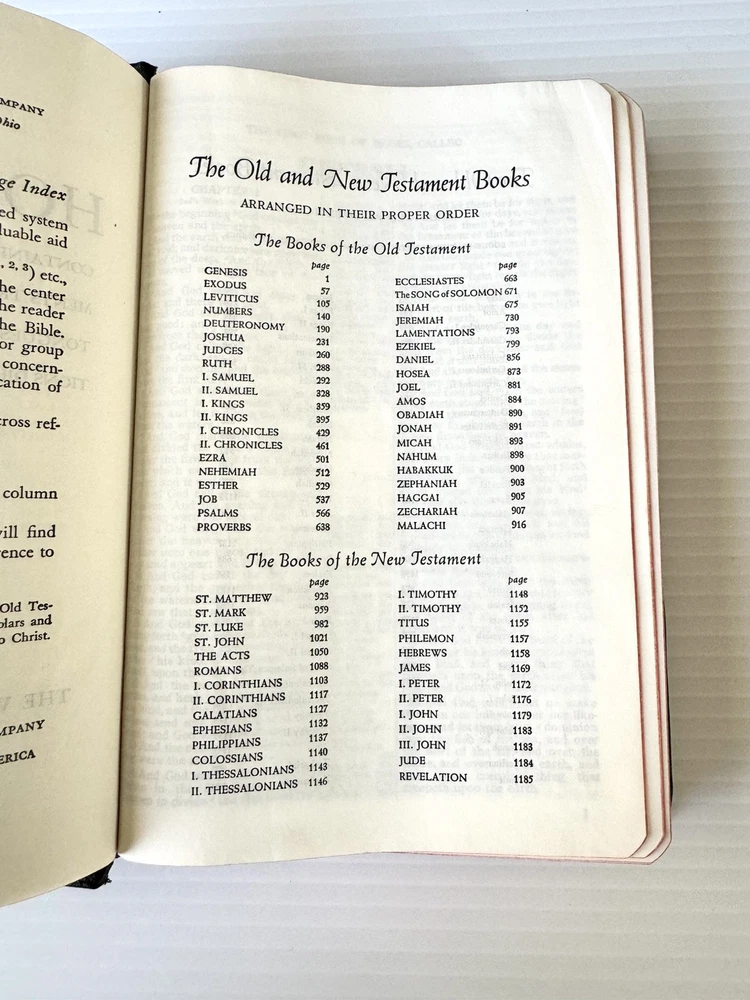 MPANY
hio
ge Index
ed system
luable aid
, 2, 3) etc.,
he center
he reader
the Bible.
or group
concern-
cation of
cross ref-
column
will find
rence to
Old Tes-
olars and
o Christ.
MPANY
ERICA
The Old and New Testament Books
ARRANGED IN THEIR PROPER ORDER
The Books of the Old Testament
page
GENESIS 1
EXODUS 57
LEVITICUS 105
NUMBERS 140
DEUTERONOMY 190
JOSHUA 231
JUDGES 260
RUTH 288
I. SAMUEL 292
II. SAMUEL 328
I. KINGS 359
II. KINGS 395
I. CHRONICLES 429
II. CHRONICLES 461
EZRA 501
NEHEMIAH 512
ESTHER 529
JOB 537
PSALMS 566
PROVERBS 638
page
ECCLESIASTES 663
The SONG of SOLOMON 671
ISAIAH 675
JEREMIAH 730
LAMENTATIONS 793
EZEKIEL 799
DANIEL 856
HOSEA 873
JOEL 881
AMOS 884
OBADIAH 890
JONAH 891
MICAH 893
NAHUM 898
HABAKKUK 900
ZEPHANIAH 903
HAGGAI 905
ZECHARIAH 907
MALACHI 916
The Books of the New Testament
page
ST. MATTHEW 923
ST. MARK 959
ST. LUKE 982
ST. JOHN 1021
THE ACTS 1050
ROMANS 1088
I. CORINTHIANS 1103
II. CORINTHIANS 1117
GALATIANS 1127
EPHESIANS 1132
PHILIPPIANS 1137
COLOSSIANS 1140
I. THESSALONIANS 1143
II. THESSALONIANS 1146
page
I. TIMOTHY 1148
II. TIMOTHY 1152
TITUS 1155
PHILEMON 1157
HEBREWS 1158
JAMES 1169
I. PETER 1172
II. PETER 1176
I. JOHN 1179
II. JOHN 1183
III. JOHN 1183
JUDE 1184
REVELATION 1185